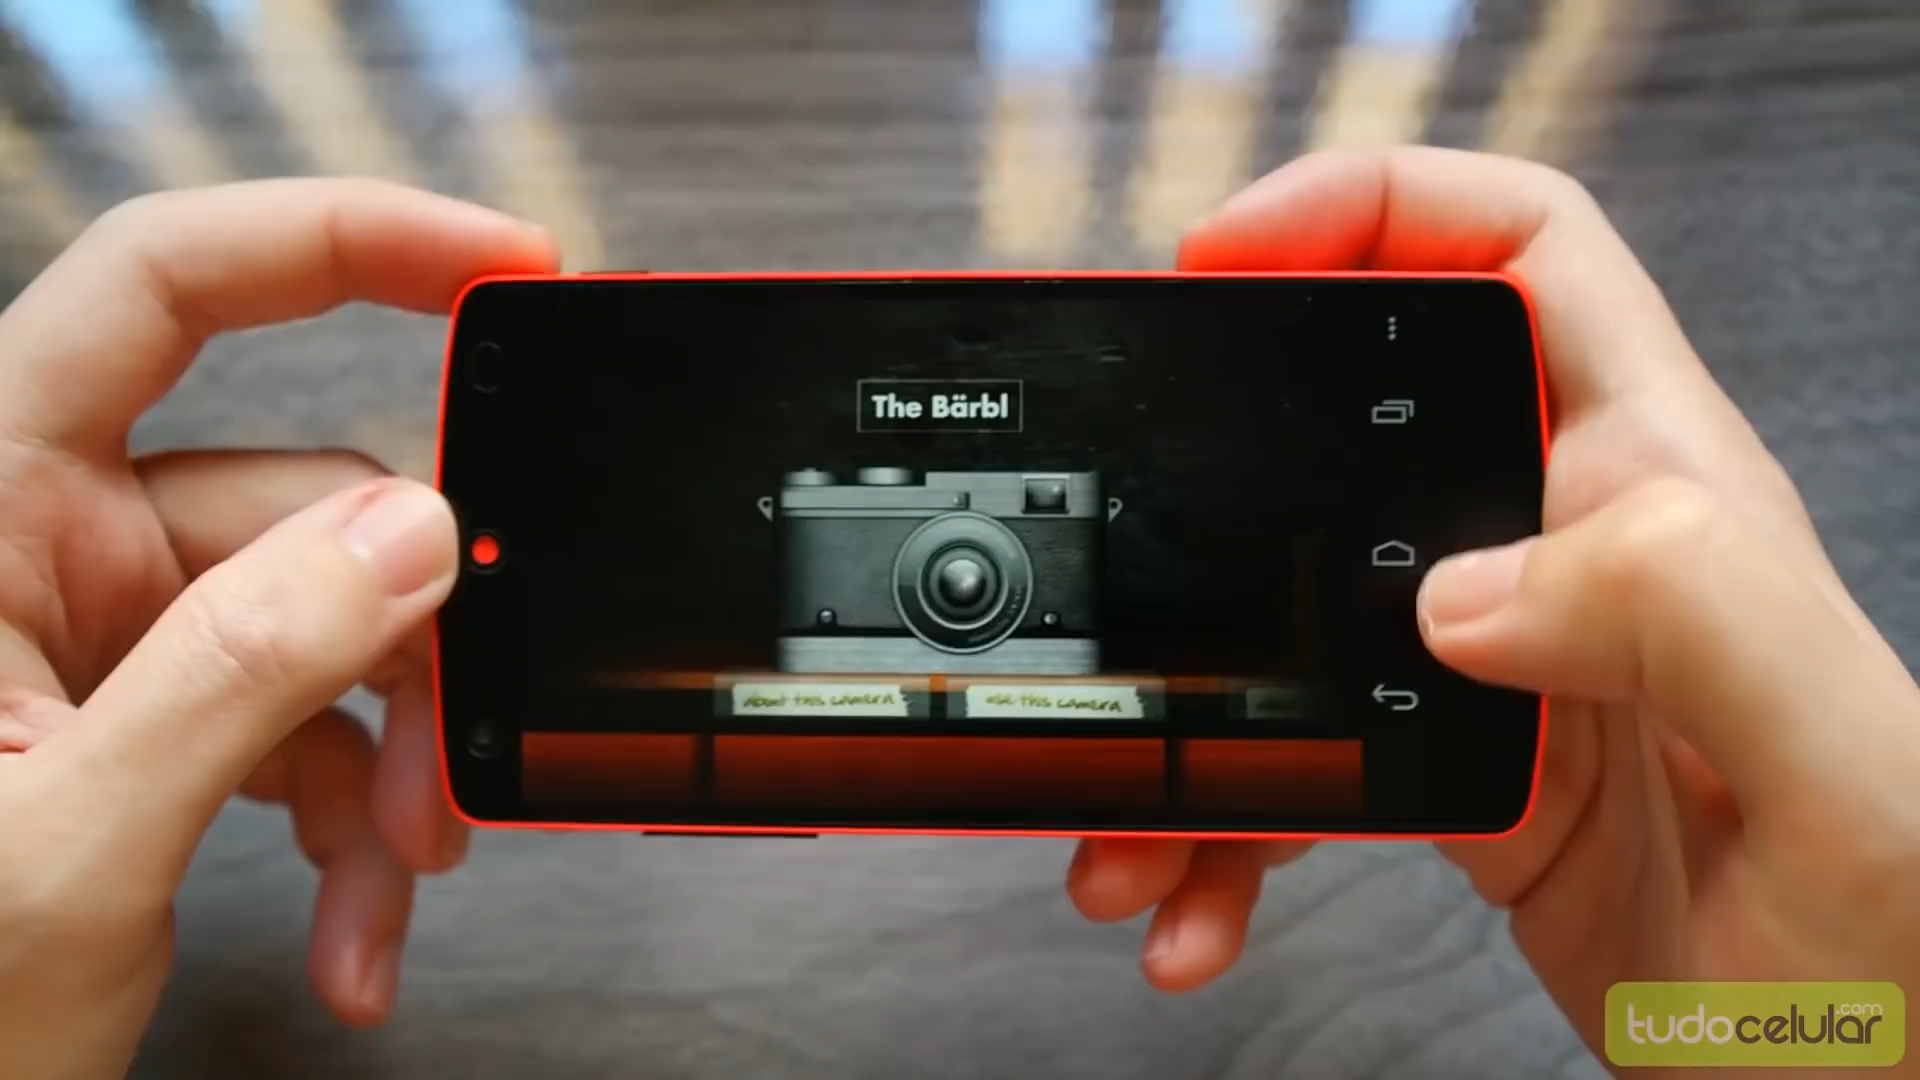 The Bärbl
about this camera
use this camera
tudocelular.com